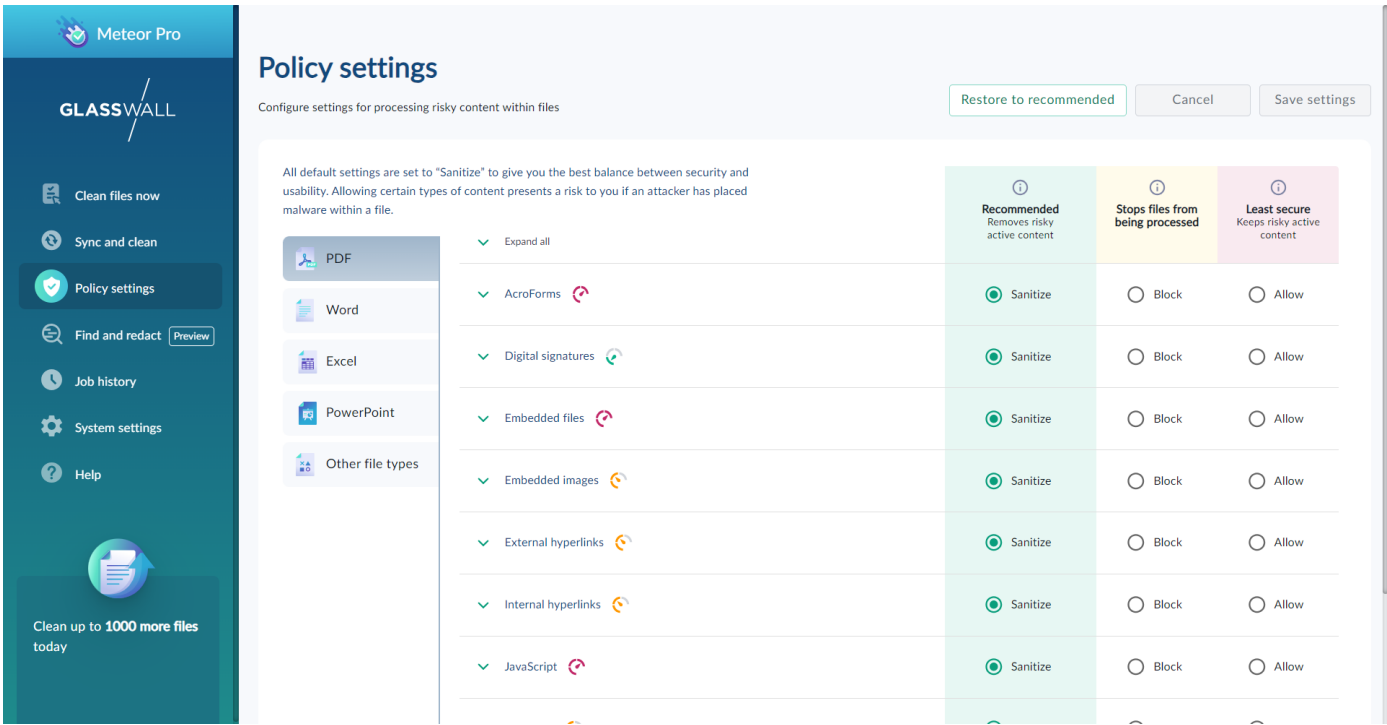 Meteor Pro
GLASSWALL
Clean files now
Sync and clean
Policy settings
Find and redact Preview
Job history
System settings
Help
Clean up to 1000 more files
today
Policy settings
Configure settings for processing risky content within files
Restore to recommended Cancel Save settings
All default settings are set to "Sanitize" to give you the best balance between security and
usability. Allowing certain types of content presents a risk to you if an attacker has placed
malware within a file.
Recommended
Removes risky
active content
Stops files from
being processed
Least secure
Keeps risky active
content
PDF
Word
Excel
PowerPoint
Other file types
Expand all
AcroForms Sanitize Block Allow
Digital signatures Sanitize Block Allow
Embedded files Sanitize Block Allow
Embedded images Sanitize Block Allow
External hyperlinks Sanitize Block Allow
Internal hyperlinks Sanitize Block Allow
JavaScript Sanitize Block Allow